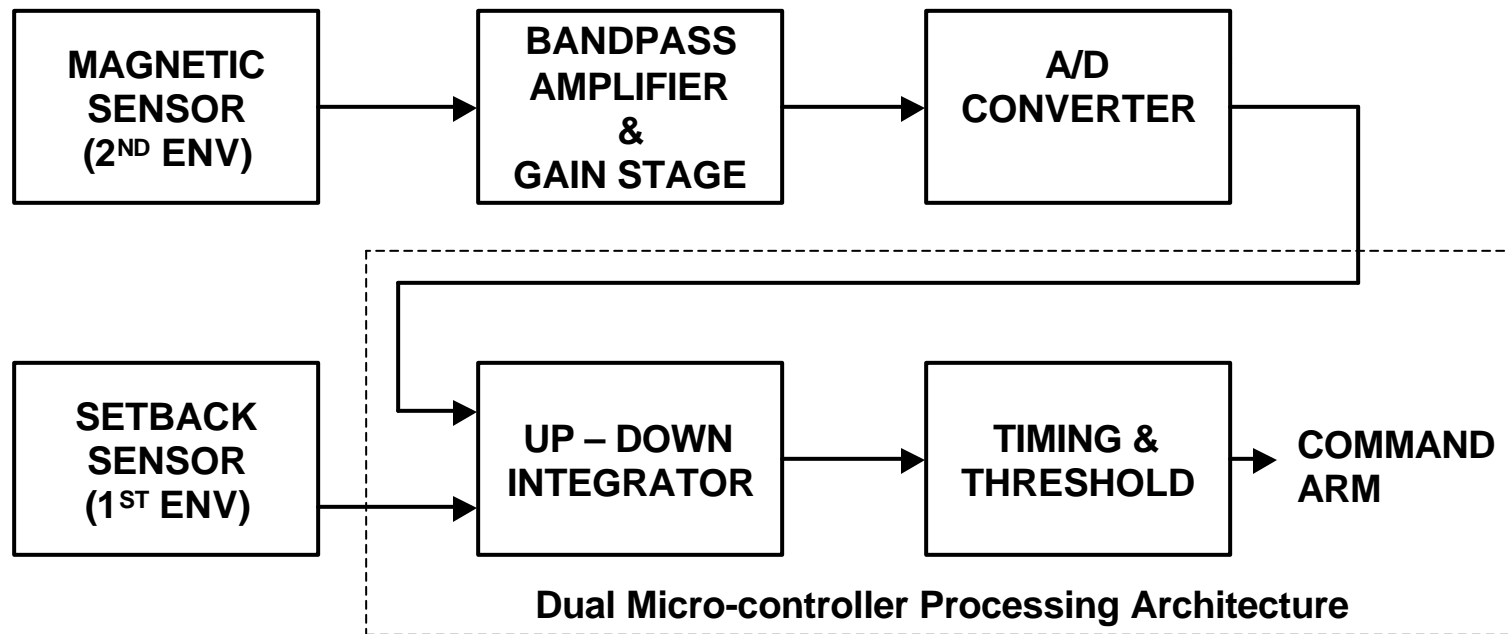 MAGNETIC
SENSOR
(2ND ENV)
BANDPASS
AMPLIFIER
&
GAIN STAGE
A/D
CONVERTER
SETBACK
SENSOR
(1ST ENV)
UP – DOWN
INTEGRATOR
TIMING &
THRESHOLD
COMMAND
ARM
Dual Micro-controller Processing Architecture